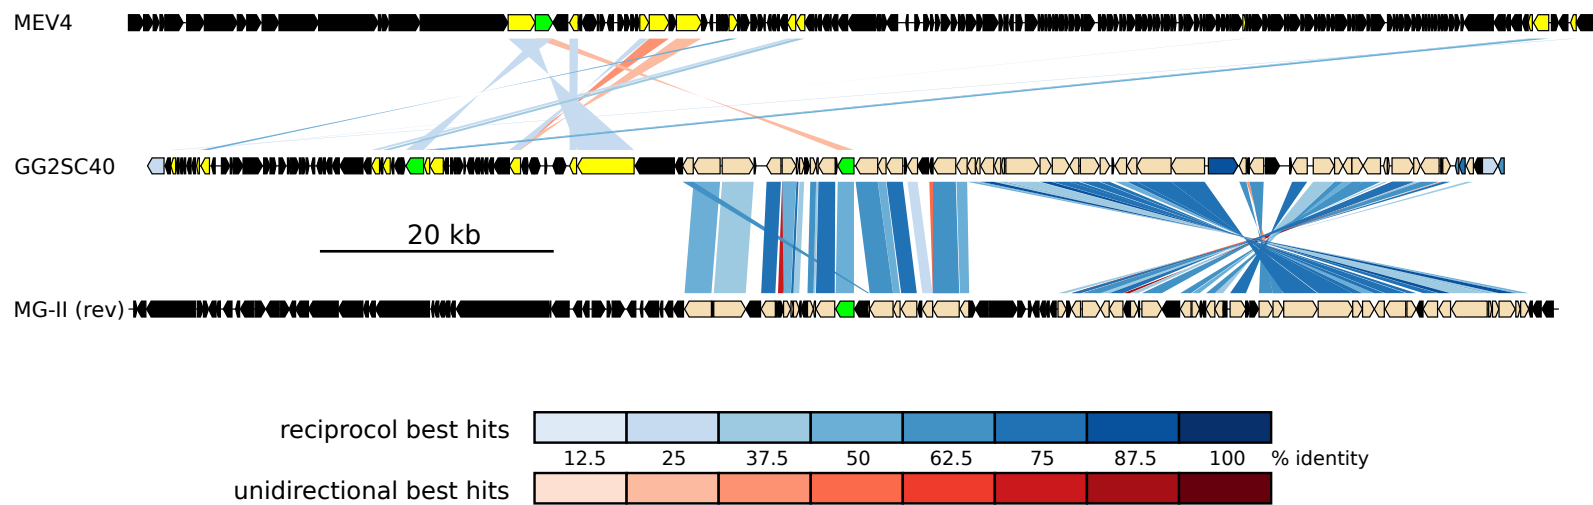 MEV4
GG2SC40
20 kb
MG-II (rev)
reciprocol best hits
12.5 25 37.5 50 62.5 75 87.5 100 % identity
unidirectional best hits